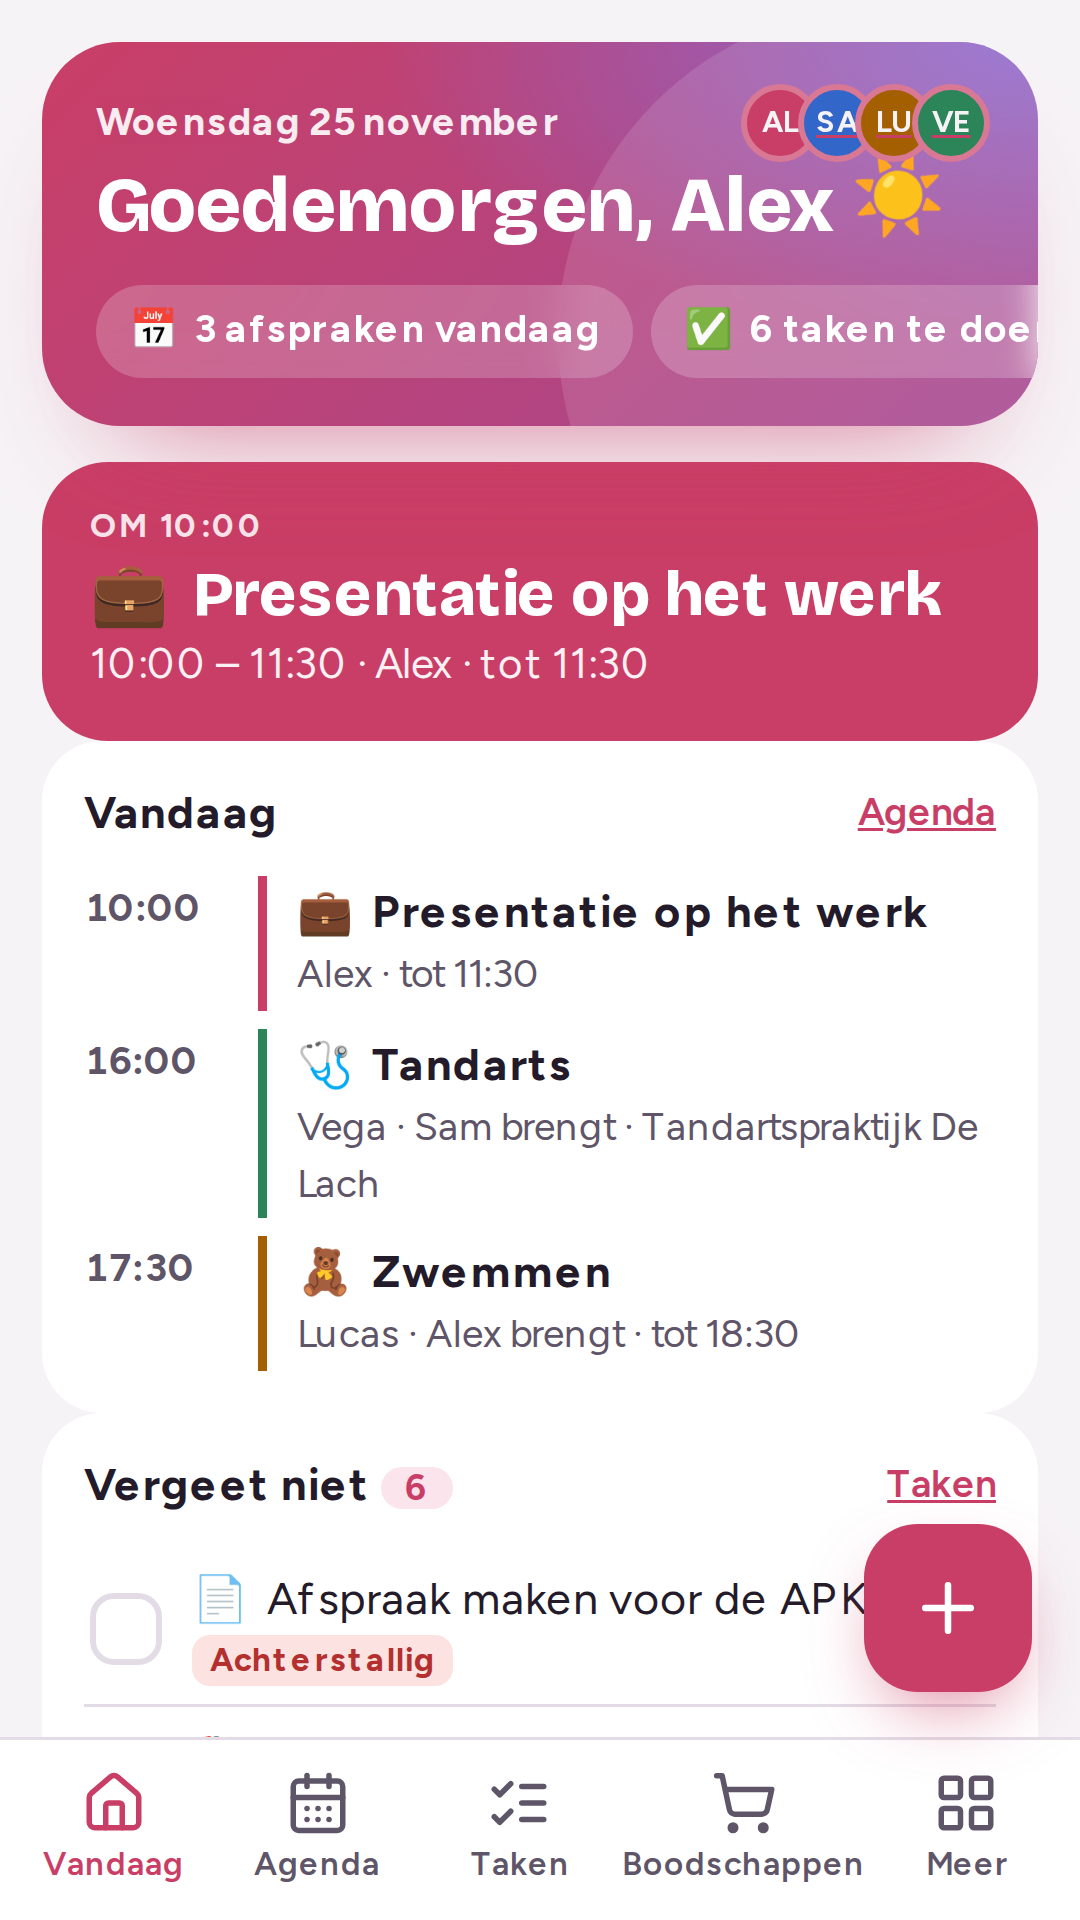 Woensdag 25 november
AL SA LU VE
Goedemorgen, Alex ☀️
📅 3 afspraken vandaag
✅ 6 taken te doen
OM 10:00
💼 Presentatie op het werk
10:00 – 11:30 · Alex · tot 11:30
Vandaag
Agenda
10:00
💼 Presentatie op het werk
Alex · tot 11:30
16:00
🩺 Tandarts
Vega · Sam brengt · Tandartspraktijk De
Lach
17:30
🧸 Zwemmen
Lucas · Alex brengt · tot 18:30
Vergeet niet 6
Taken
📄 Afspraak maken voor de APK
Achterstallig
Vandaag
Agenda
Taken
Boodschappen
Meer